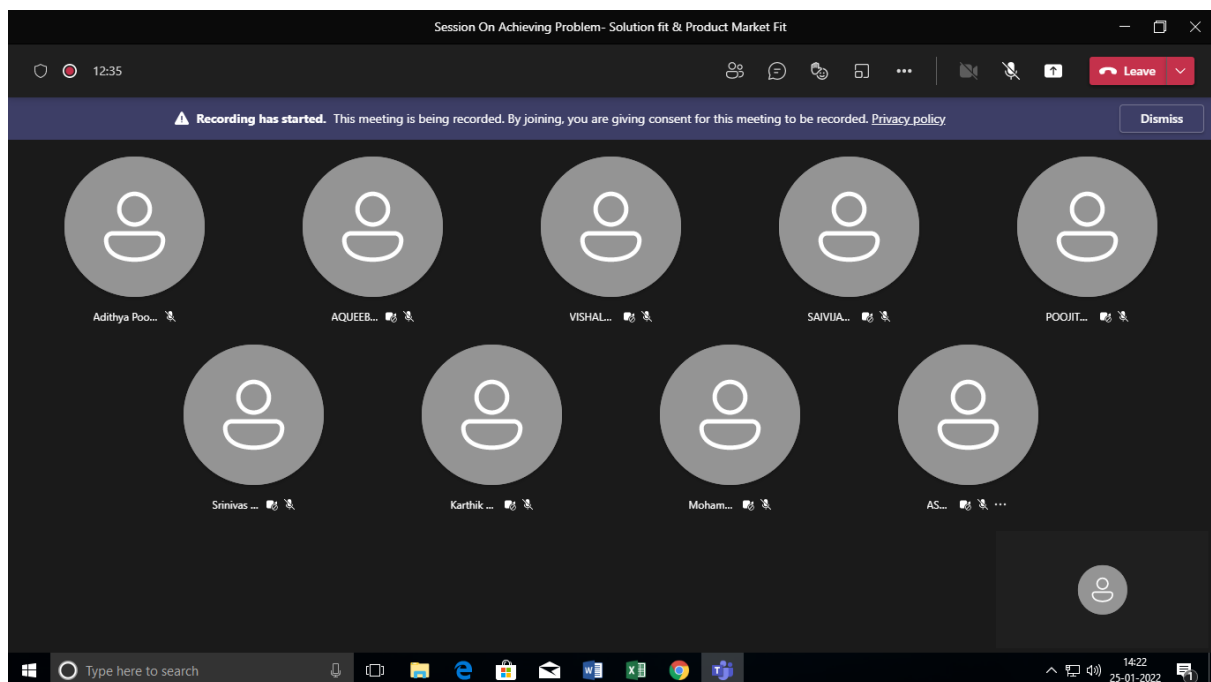 Session On Achieving Problem- Solution fit & Product Market Fit
12:35
Leave
Recording has started. This meeting is being recorded. By joining, you are giving consent for this meeting to be recorded. Privacy policy
Dismiss
Adithya Poo...
AQUEEB...
VISHAL...
SAIVIJA...
POOJIT...
Srinivas ...
Karthik ...
Moham...
AS...
Type here to search
14:22
25-01-2022